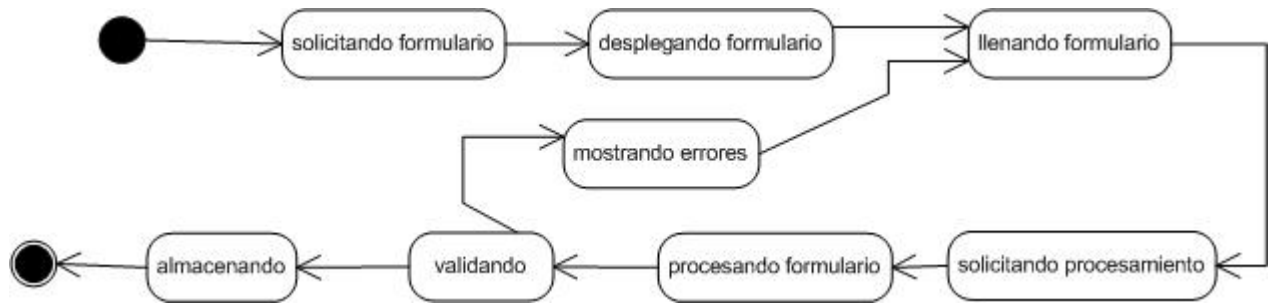 solicitando formulario
desplegando formulario
llenando formulario
mostrando errores
almacenando
validando
procesando formulario
solicitando procesamiento